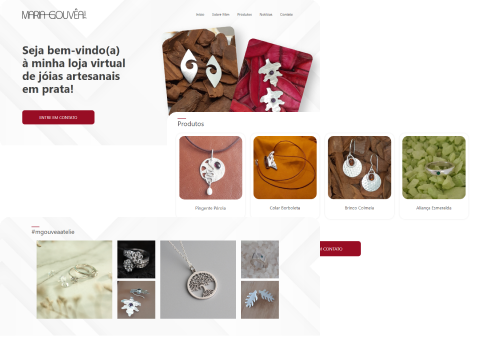 MARIA GOUVÊA!
Início Sobre Mim Produtos Notícias Contato
Seja bem-vindo(a)
à minha loja virtual
de jóias artesanais
em prata!
ENTRE EM CONTATO
Produtos
Pingente Pérola
Colar Borboleta
Brinco Colmeia
Aliança Esmeralda
#mgouveaatelie
M CONTATO